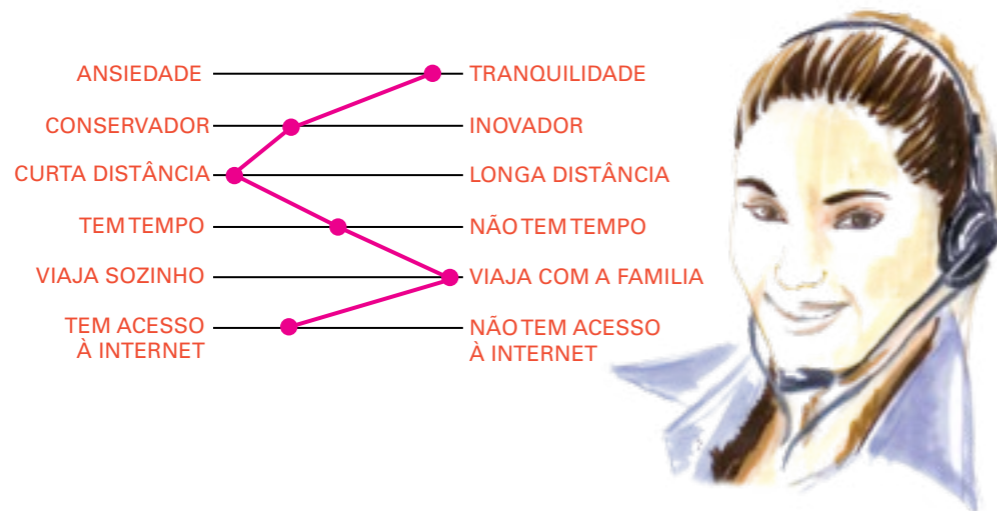 ANSIEDADE TRANQUILIDADE
CONSERVADOR INOVADOR
CURTA DISTÂNCIA LONGA DISTÂNCIA
TEM TEMPO NÃO TEM TEMPO
VIAJA SOZINHO VIAJA COM A FAMILIA
TEM ACESSO NÃO TEM ACESSO
À INTERNET À INTERNET